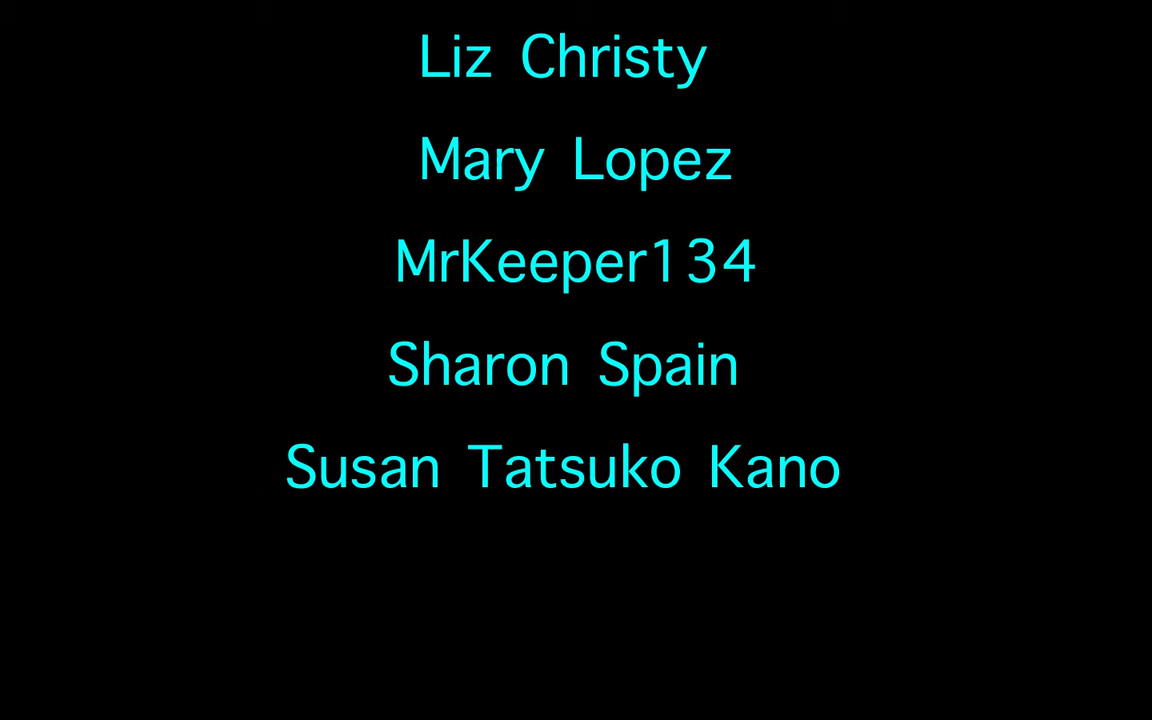 Liz Christy
Mary Lopez
MrKeeper134
Sharon Spain
Susan Tatsuko Kano